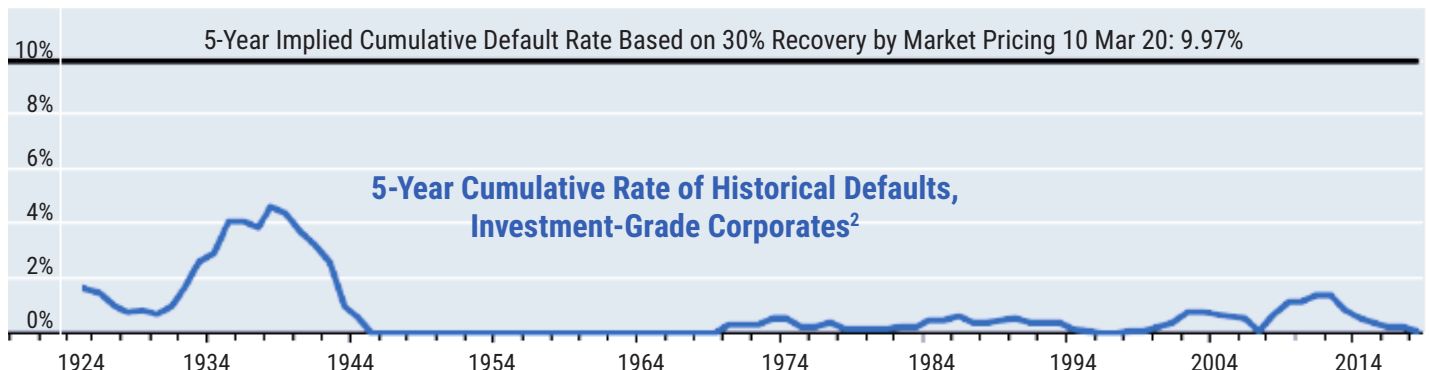 5-Year Implied Cumulative Default Rate Based on 30% Recovery by Market Pricing 10 Mar 20: 9.97%
10%
8%
6%
5-Year Cumulative Rate of Historical Defaults,
4%
Investment-Grade Corporates²
2%
0%
1924 1934 1944 1954 1964 1974 1984 1994 2004 2014